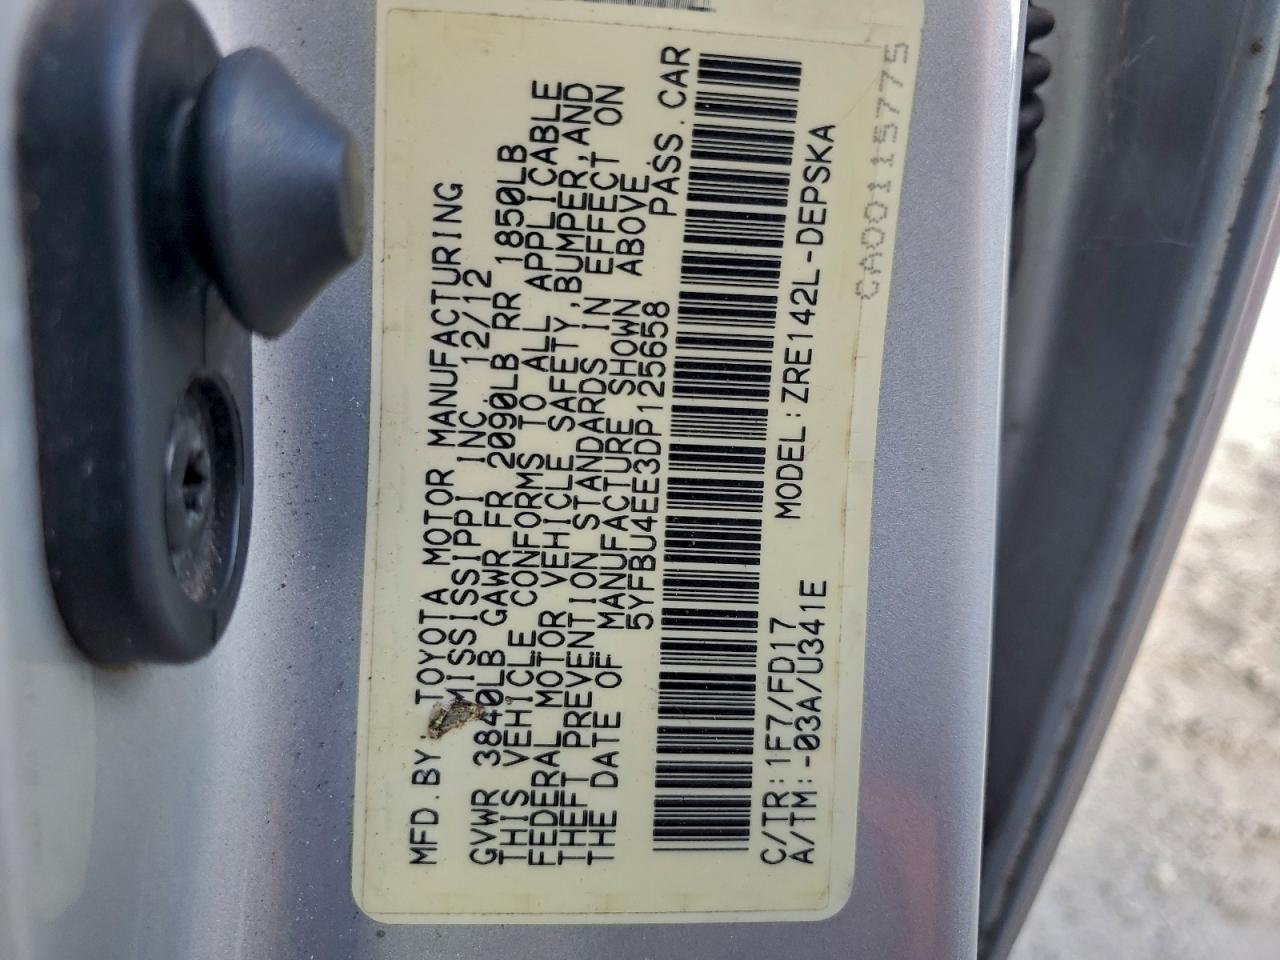 MFD.BY: TOYOTA MOTOR MANUFACTURING
MISSISSIPPI INC 12/12
GVWR 3840LB GAWR FR 2090LB RR 1850LB
THIS VEHICLE CONFORMS TO ALL APPLICABLE
FEDERAL MOTOR VEHICLE SAFETY,BUMPER,AND
THEFT PREVENTION STANDARDS IN EFFECT ON
THE DATE OF MANUFACTURE SHOWN ABOVE.
5YFBU4EE3DP125658 PASS.CAR
C/TR:1F7/FD17 MODEL:ZRE142L-DEPSKA
A/TM:-03A/U341E
CA00115775